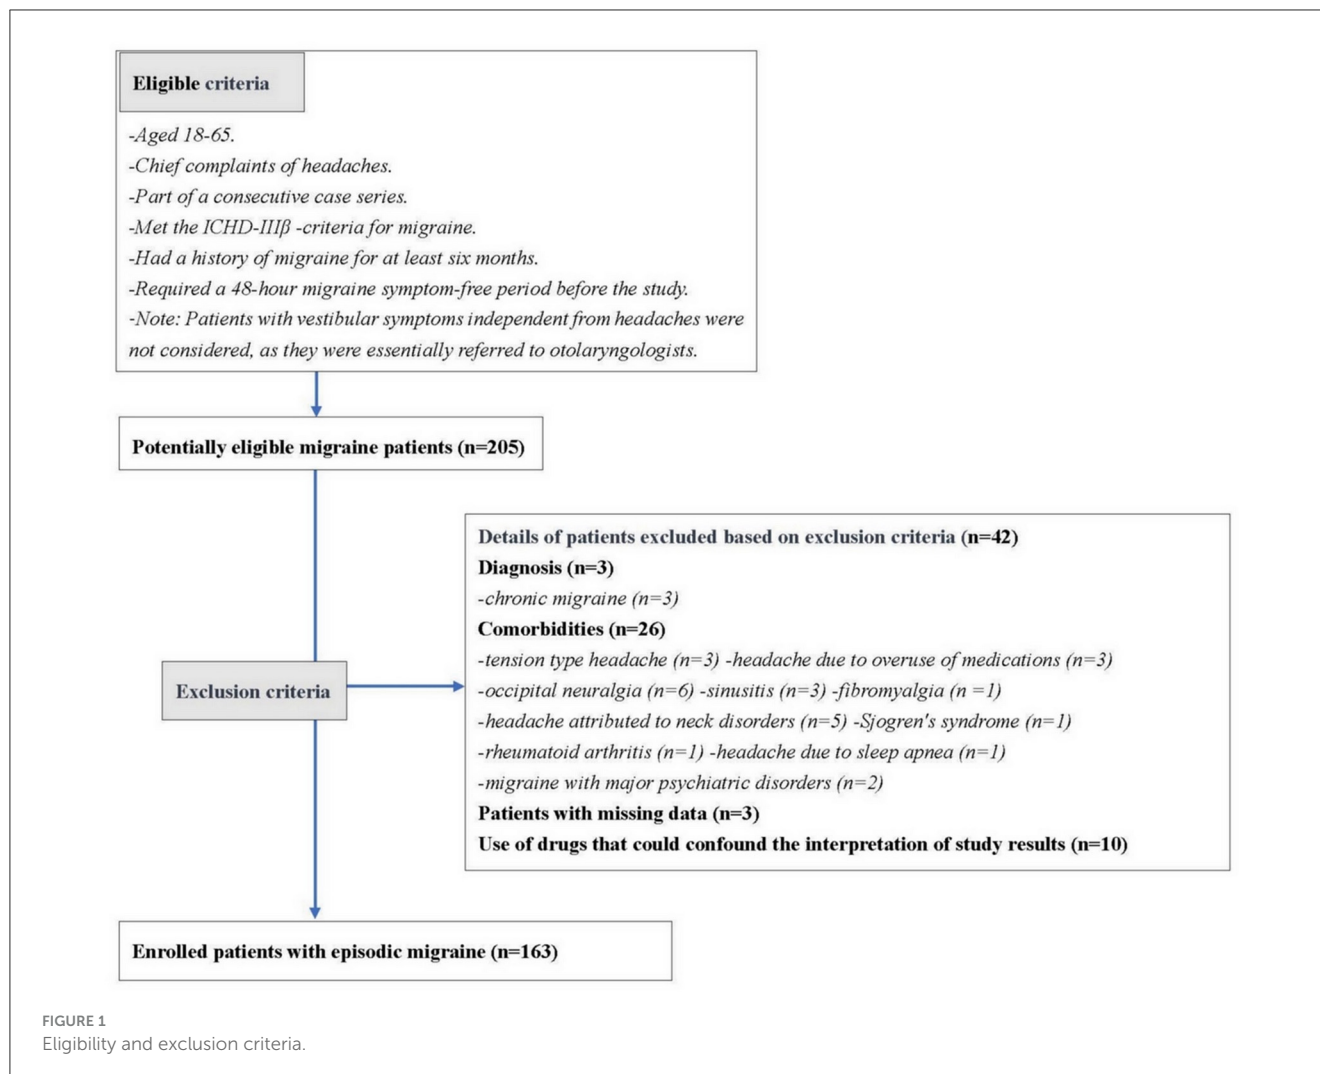 Eligible criteria
-Aged 18-65.
-Chief complaints of headaches.
-Part of a consecutive case series.
-Met the ICHD-IIIβ -criteria for migraine.
-Had a history of migraine for at least six months.
-Required a 48-hour migraine symptom-free period before the study.
-Note: Patients with vestibular symptoms independent from headaches were
not considered, as they were essentially referred to otolaryngologists.
Potentially eligible migraine patients (n=205)
Details of patients excluded based on exclusion criteria (n=42)
Diagnosis (n=3)
-chronic migraine (n=3)
Comorbidities (n=26)
-tension type headache (n=3) -headache due to overuse of medications (n=3)
-occipital neuralgia (n=6) -sinusitis (n=3) -fibromyalgia (n =1)
-headache attributed to neck disorders (n=5) -Sjogren's syndrome (n=1)
-rheumatoid arthritis (n=1) -headache due to sleep apnea (n=1)
-migraine with major psychiatric disorders (n=2)
Patients with missing data (n=3)
Use of drugs that could confound the interpretation of study results (n=10)
Exclusion criteria
Enrolled patients with episodic migraine (n=163)
FIGURE 1
Eligibility and exclusion criteria.